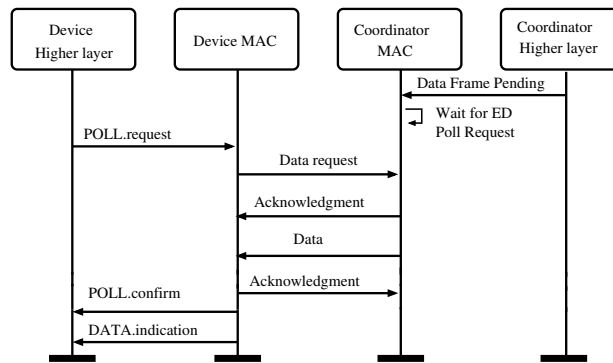 Device
Higher layer
Device MAC
Coordinator
MAC
Coordinator
Higher layer
Data Frame Pending
Wait for ED
Poll Request
POLL.request
Data request
Acknowledgment
Data
Acknowledgment
POLL.confirm
DATA.indication